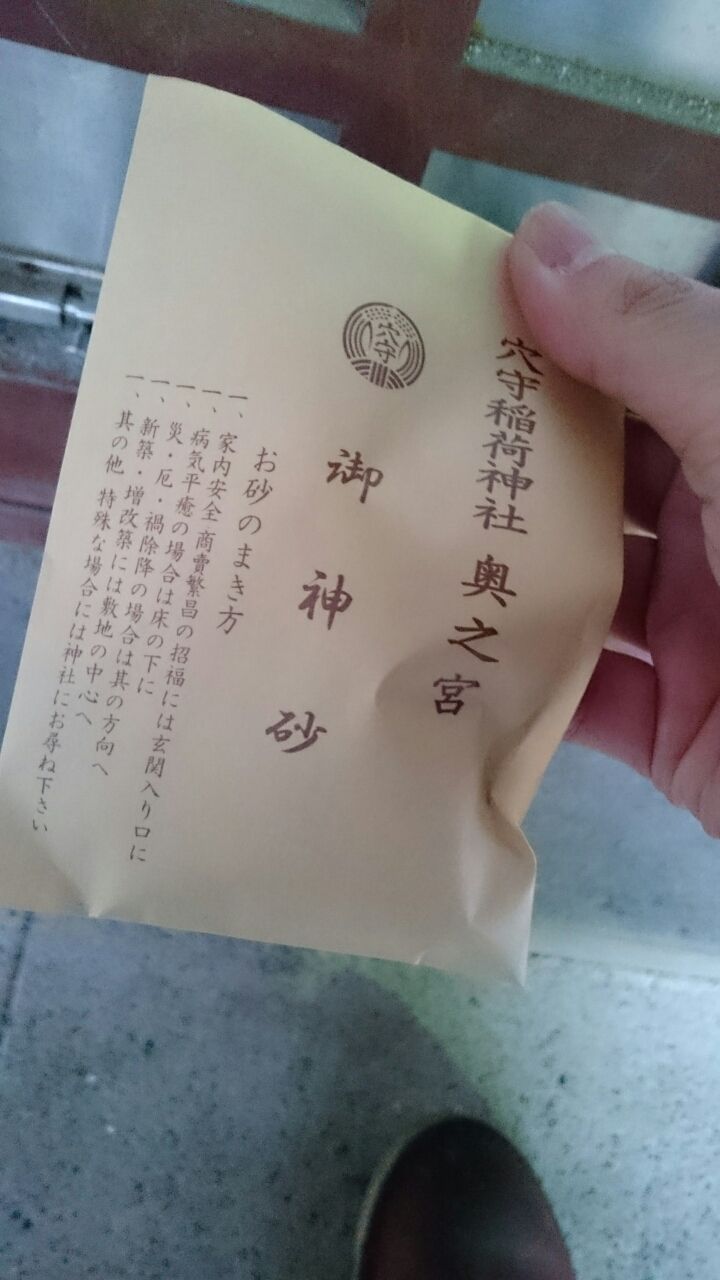 穴守稲荷神社 奥之宮
穴守
御神砂
お砂のまき方
一、家内安全 商賣繁昌の招福には玄関入り口に
一、病気平癒の場合は床の下に
一、災・厄・禍除降の場合は其の方向へ
一、新築・増改築には敷地の中心へ
一、其の他 特殊な場合には神社にお尋ね下さい